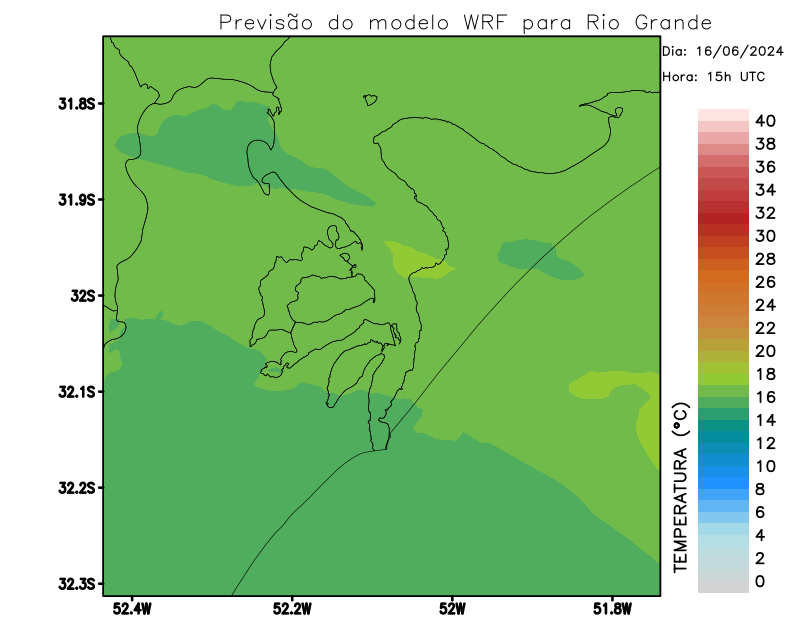 Previsão do modelo WRF para Rio Grande
Dia: 16/06/2024
Hora: 15h UTC
31.8S
31.9S
32S
32.1S
32.2S
32.3S
52.4W
52.2W
52W
51.8W
TEMPERATURA (°C)
40
38
36
34
32
30
28
26
24
22
20
18
16
14
12
10
8
6
4
2
0